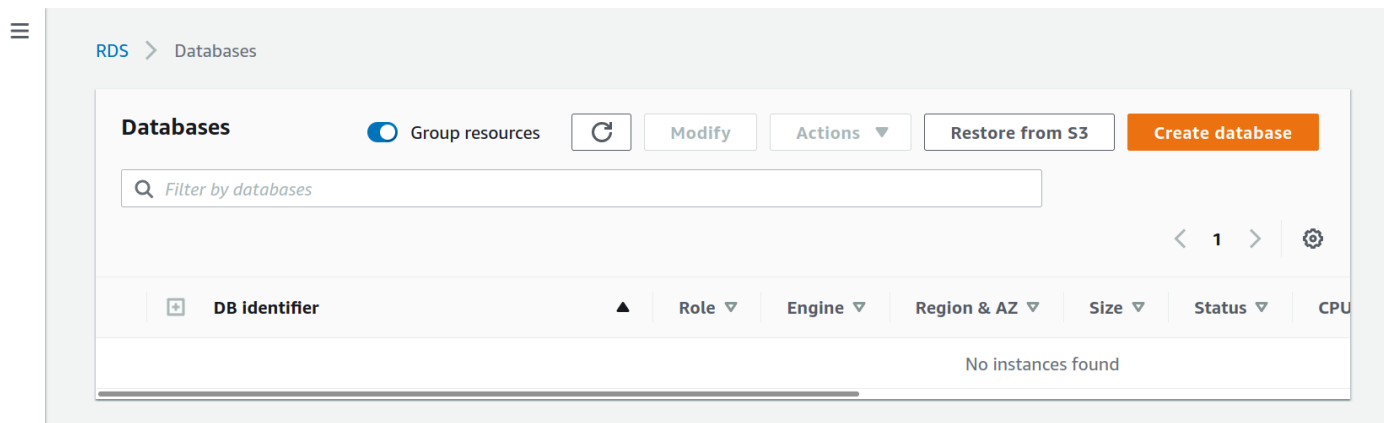 RDS > Databases
Databases Group resources Modify Actions Restore from S3 Create database
Filter by databases
1
DB identifier Role Engine Region & AZ Size Status CPU
No instances found